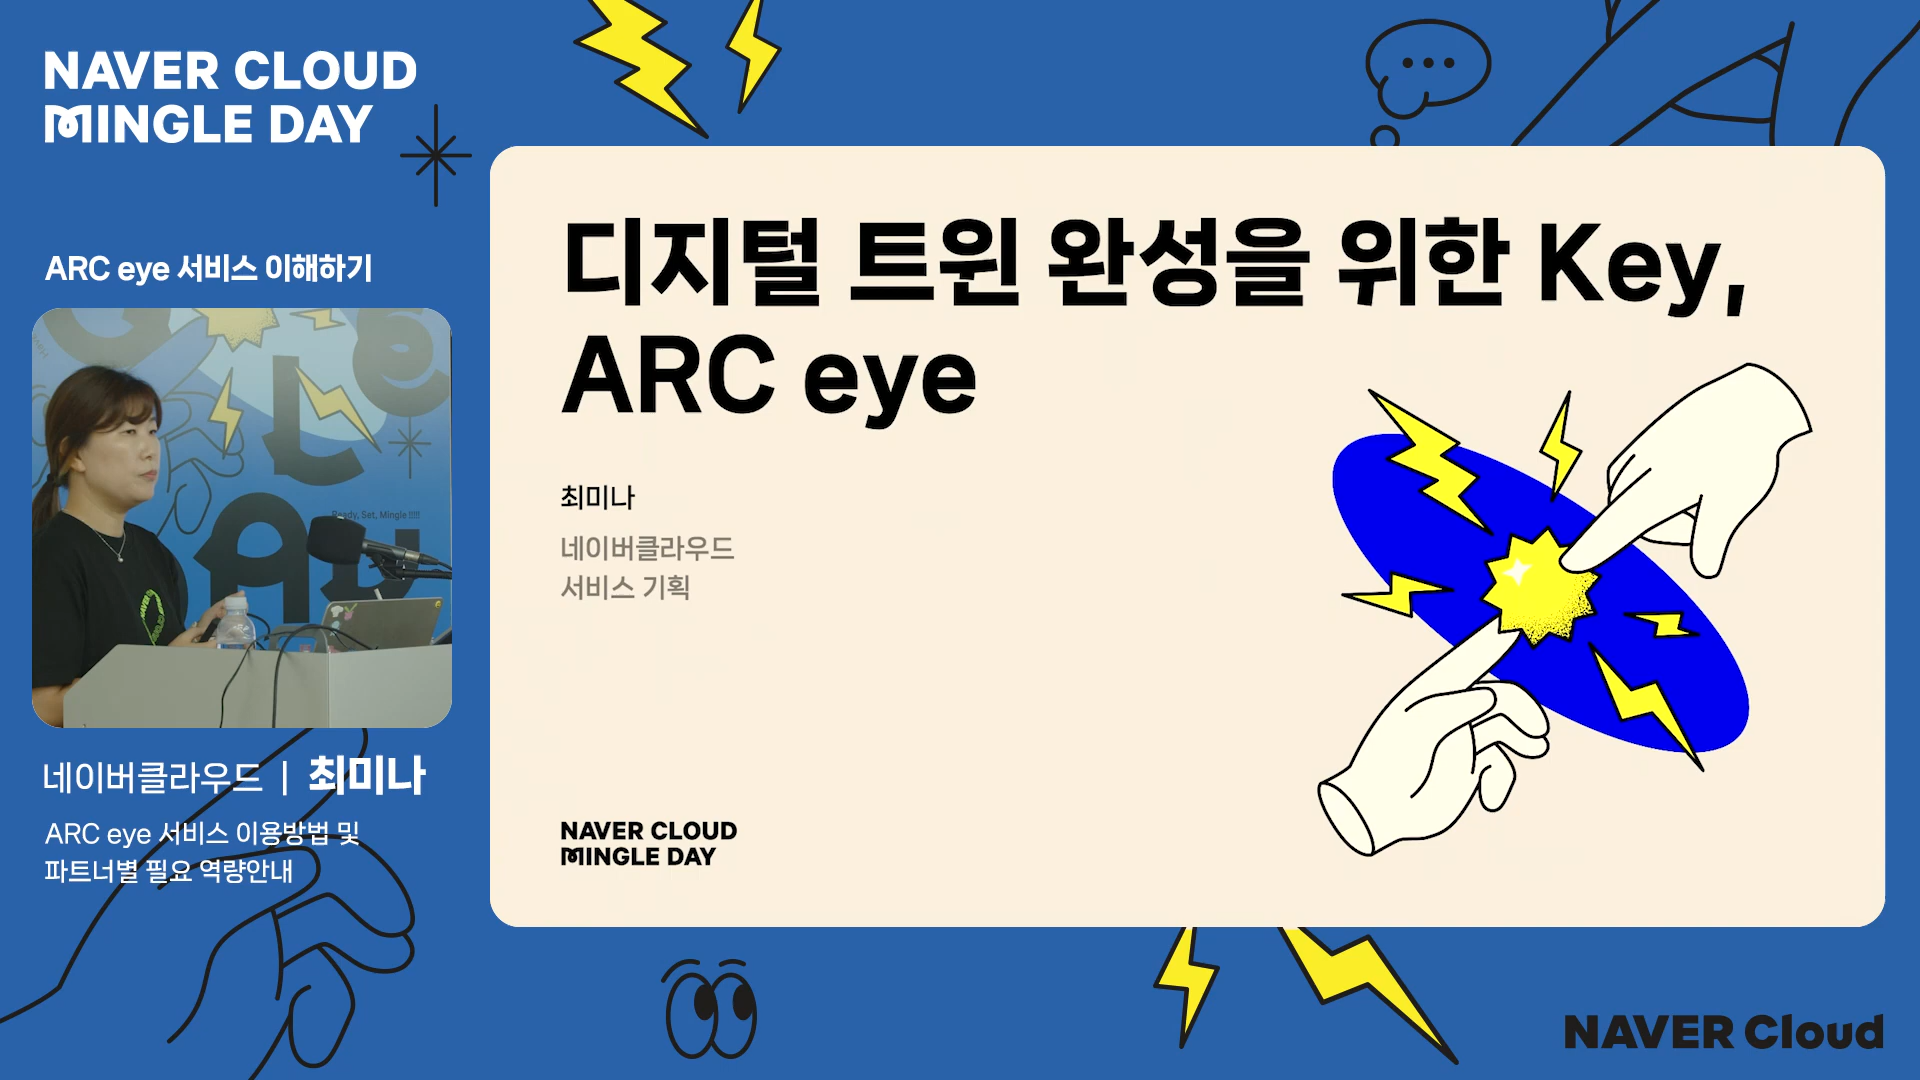 NAVER CLOUD
MINGLE DAY
ARC eye 서비스 이해하기
Ready, Set, Mingle !!!!!
네이버클라우드 | 최미나
ARC eye 서비스 이용방법 및
파트너별 필요 역량안내
디지털 트윈 완성을 위한 Key,
ARC eye
최미나
네이버클라우드
서비스 기획
NAVER CLOUD
MINGLE DAY
NAVER Cloud